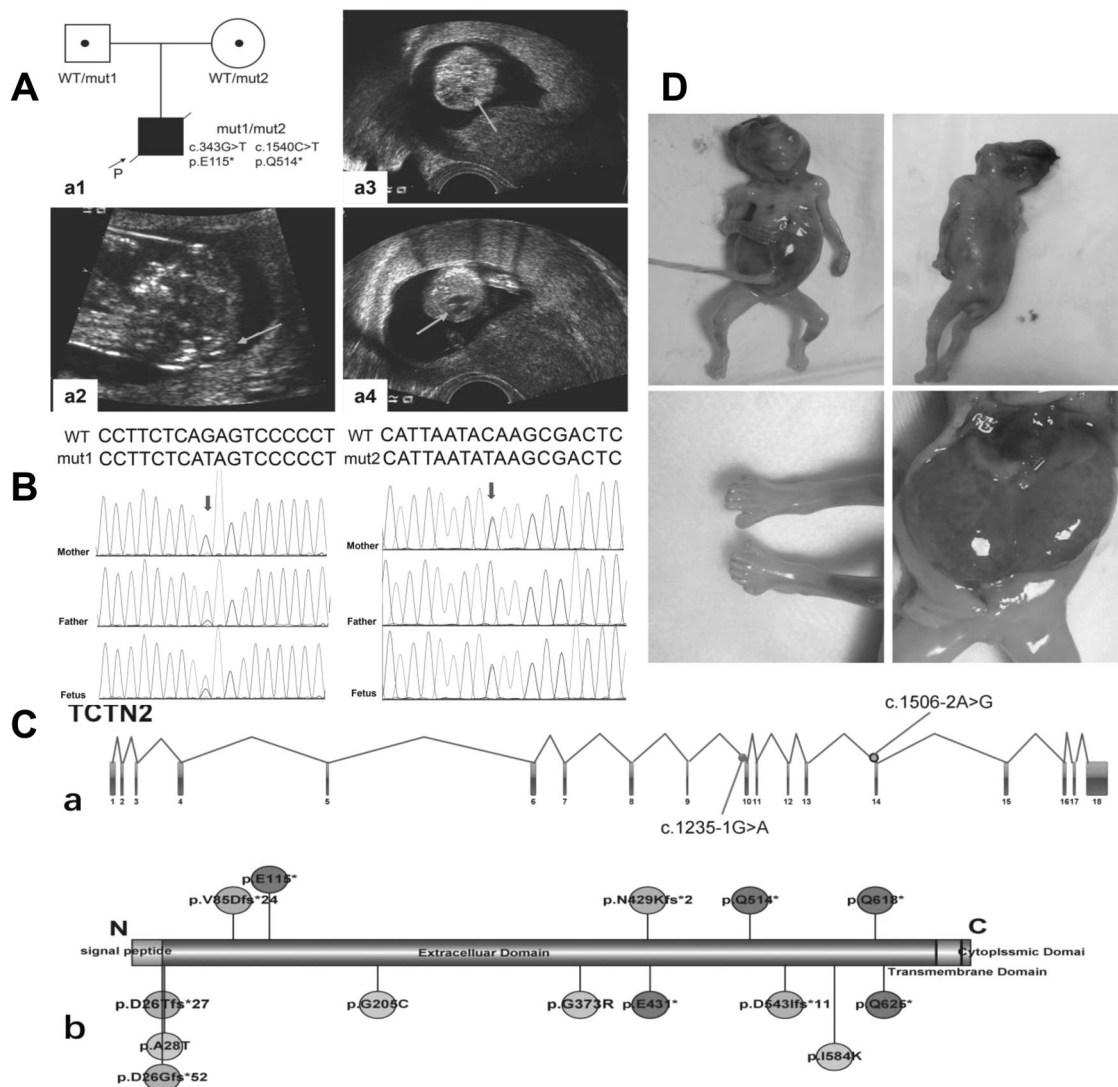 A
WT/mut1
WT/mut2
mut1/mut2
c.343G>T c.1540C>T
p.E115* p.Q514*
P
a1
a2
a3
a4
B
WT CCTTCTCAGAGTCCCCCT
mut1 CCTTCTCATAGTCCCCCT
WT CATTAATACAAGCGACTC
mut2 CATTAATATAAGCGACTC
Mother
Father
Fetus
Mother
Father
Fetus
C
TCTN2
c.1506-2A>G
1 2 3 4 5 6 7 8 9 10 11 12 13 14 15 16 17 18
a
c.1235-1G>A
p.E115*
p.V85Dfs*24
p.N429Kfs*2
p.Q514*
p.Q618*
N
C
signal peptide
Extracelluar Domain
Cytoplssmic Domai
Transmembrane Domain
p.D26Tfs*27
p.G205C
p.G373R
p.E431*
p.D543Ifs*11
p.Q625*
b
p.A28T
p.I584K
p.D26Gfs*52
D